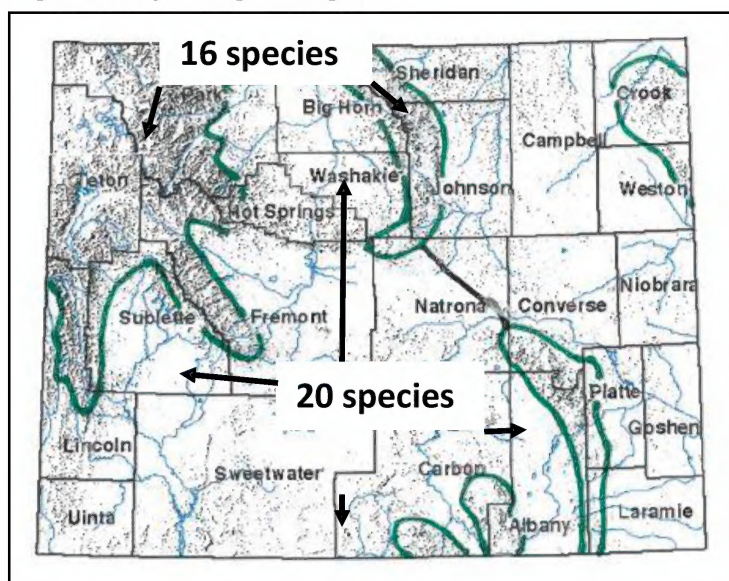 16 species
Sheridan
Park
Crook
Big Horn
Campbell
Teton
Washakie
Johnson
Weston
Hot Springs
Niobrara
Natrona
Converse
Sublette
Fremont
20 species
Platte
Goshen
Lincoln
Carbon
Sweetwater
Uinta
Albany
Laramie